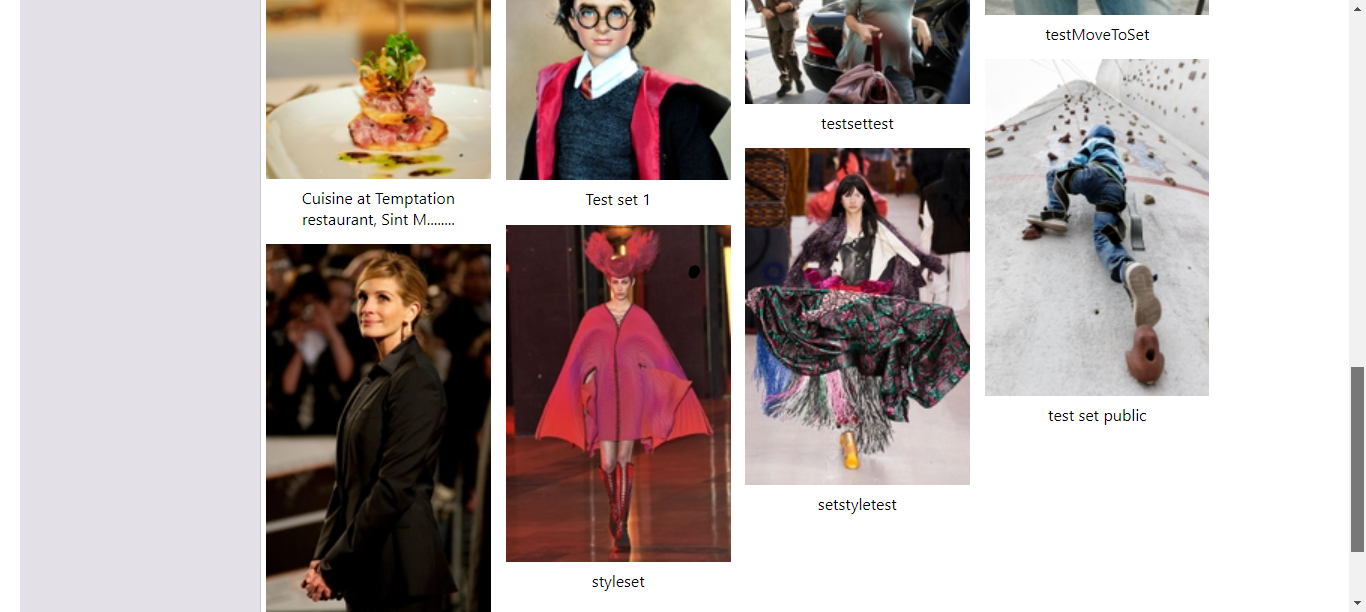 testMoveToSet
testsettest
Cuisine at Temptation
restaurant, Sint M........
Test set 1
test set public
setstyletest
styleset